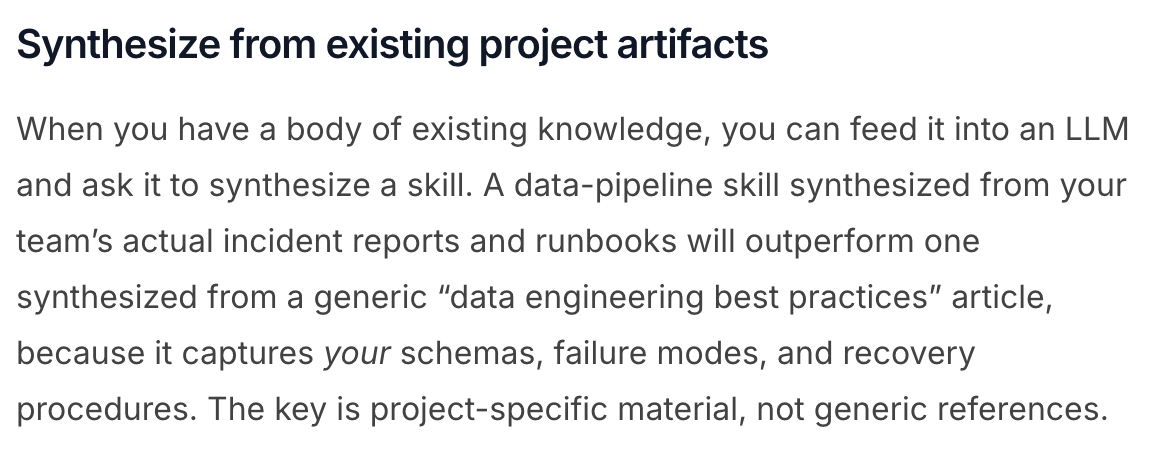 Synthesize from existing project artifacts
When you have a body of existing knowledge, you can feed it into an LLM
and ask it to synthesize a skill. A data-pipeline skill synthesized from your
team’s actual incident reports and runbooks will outperform one
synthesized from a generic “data engineering best practices” article,
because it captures your schemas, failure modes, and recovery
procedures. The key is project-specific material, not generic references.